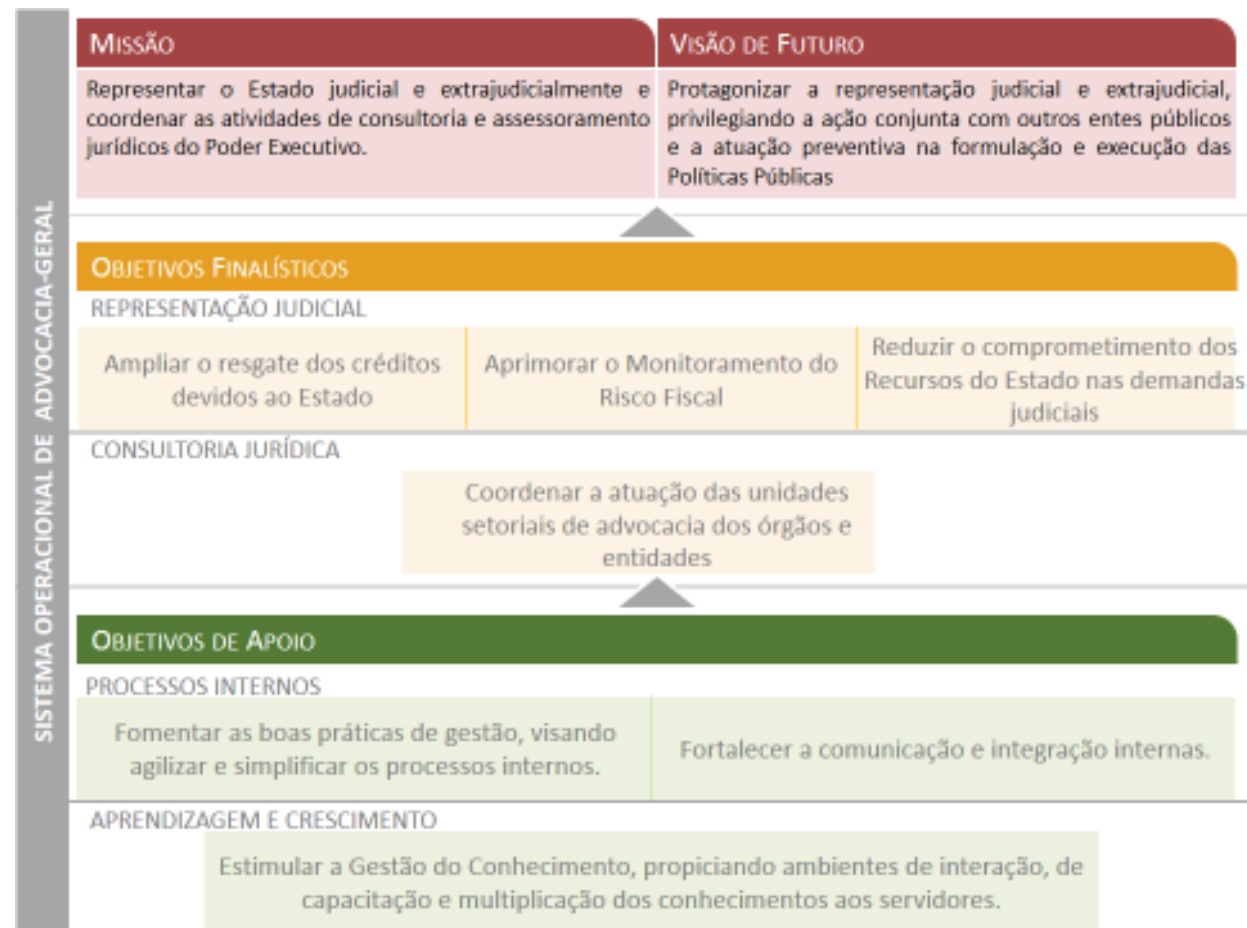 SISTEMA OPERACIONAL DE ADVOCACIA-GERAL
MISSÃO
Representar o Estado judicial e extrajudicialmente e
coordenar as atividades de consultoria e assessoramento
jurídicos do Poder Executivo.
VISÃO DE FUTURO
Protagonizar a representação judicial e extrajudicial,
privilegiando a ação conjunta com outros entes públicos
e a atuação preventiva na formulação e execução das
Políticas Públicas
OBJETIVOS FINALÍSTICOS
REPRESENTAÇÃO JUDICIAL
Ampliar o resgate dos créditos
devidos ao Estado
Aprimorar o Monitoramento do
Risco Fiscal
Reduzir o comprometimento dos
Recursos do Estado nas demandas
judiciais
CONSULTORIA JURÍDICA
Coordenar a atuação das unidades
setoriais de advocacia dos órgãos e
entidades
OBJETIVOS DE APOIO
PROCESSOS INTERNOS
Fomentar as boas práticas de gestão, visando
agilizar e simplificar os processos internos.
Fortalecer a comunicação e integração internas.
APRENDIZAGEM E CRESCIMENTO
Estimular a Gestão do Conhecimento, propiciando ambientes de interação, de
capacitação e multiplicação dos conhecimentos aos servidores.